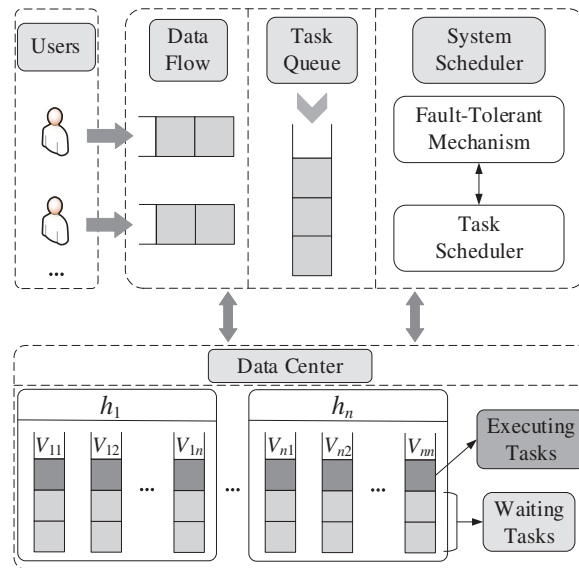 Users
Data
Flow
Task
Queue
System
Scheduler
Fault-Tolerant
Mechanism
Task
Scheduler
...
Data Center
h1
hn
V11 V12 V1n Vn1 Vn2 Vnn
... ... ...
Executing
Tasks
Waiting
Tasks